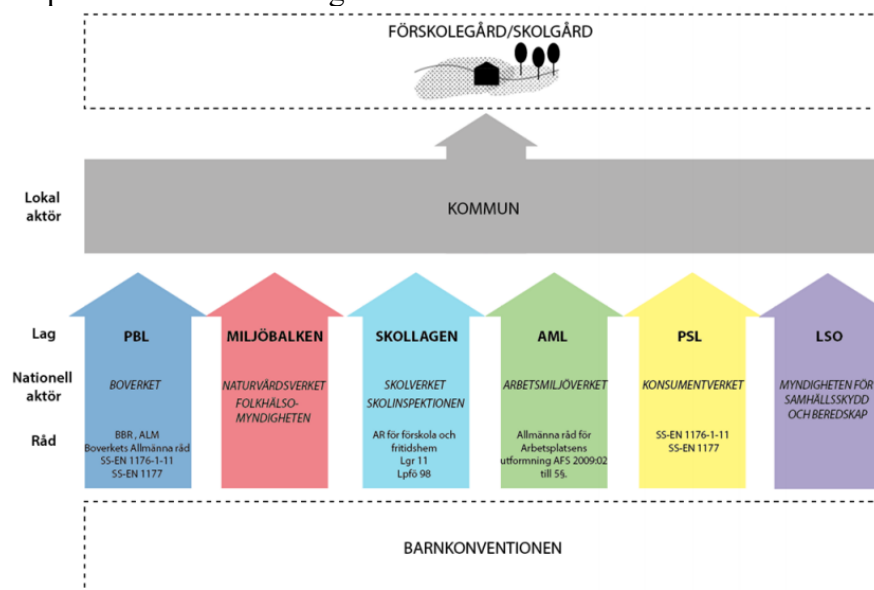 FÖRSKOLEGÅRD/SKOLGÅRD
Lokal
aktör
KOMMUN
Lag
PBL
MILJÖBALKEN
SKOLLAGEN
AML
PSL
LSO
Nationell
aktör
BOVERKET
NATURVÅRDSVERKET
FOLKHÄLSO-
MYNDIGHETEN
SKOLVERKET
SKOLINSPEKTIONEN
ARBETSMILJÖVERKET
KONSUMENTVERKET
MYNDIGHETEN FÖR
SAMHÄLLSSKYDD
OCH BEREDSKAP
Råd
BBR , ALM
Boverkets Allmänna råd
SS-EN 1176-1-11
SS-EN 1177
AR för förskola och
fritidshem
Lgr 11
Lpfö 98
Allmänna råd för
Arbetsplatsens
utformning AFS 2009:02
till 5§.
SS-EN 1176-1-11
SS-EN 1177
BARNKONVENTIONEN